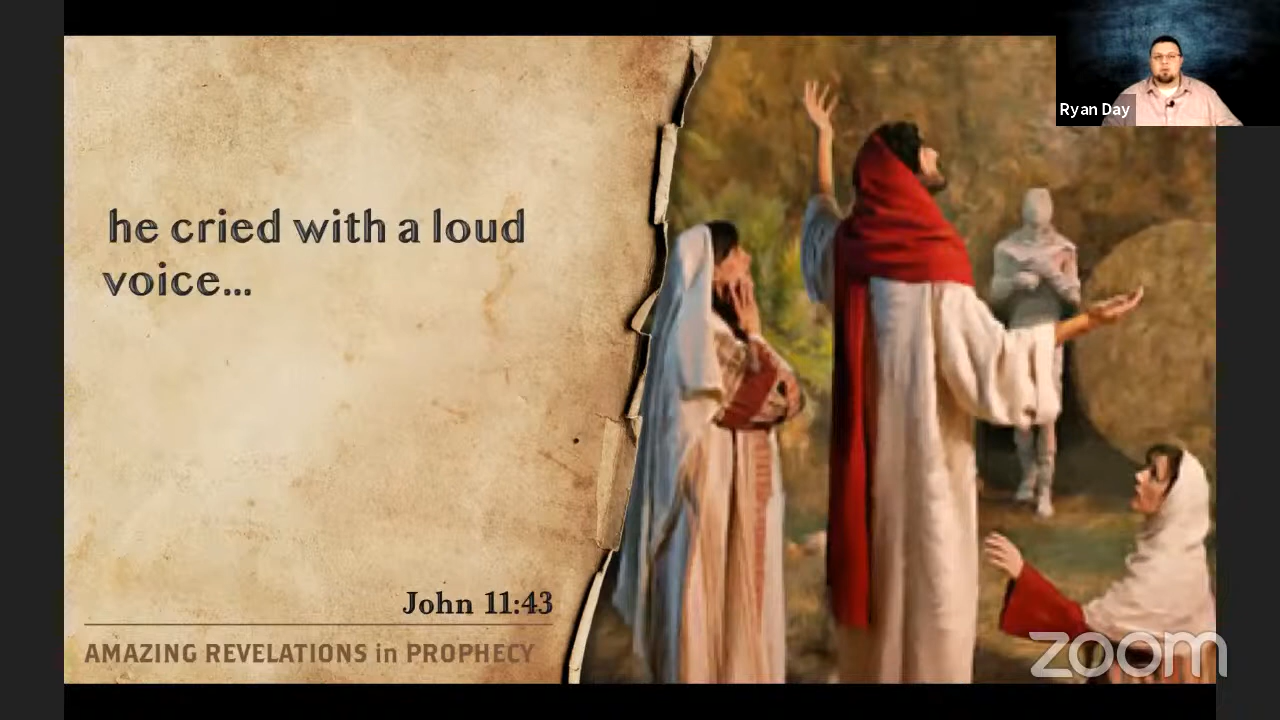 Ryan Day
he cried with a loud
voice...
John 11:43
AMAZING REVELATIONS in PROPHECY
zoom